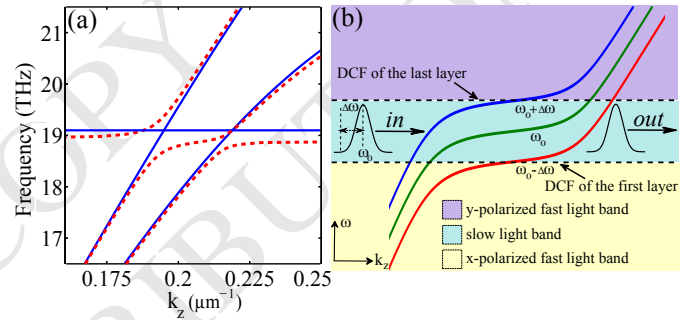 (a)
21
20
19
18
17
Frequency (THz)
0.175
0.2
0.225
0.25
k_z (μm⁻¹)
(b)
DCF of the last layer
Δω
in
ω₀
ω₀+Δω
ω₀
ω₀-Δω
out
DCF of the first layer
y-polarized fast light band
slow light band
x-polarized fast light band
ω
k_z